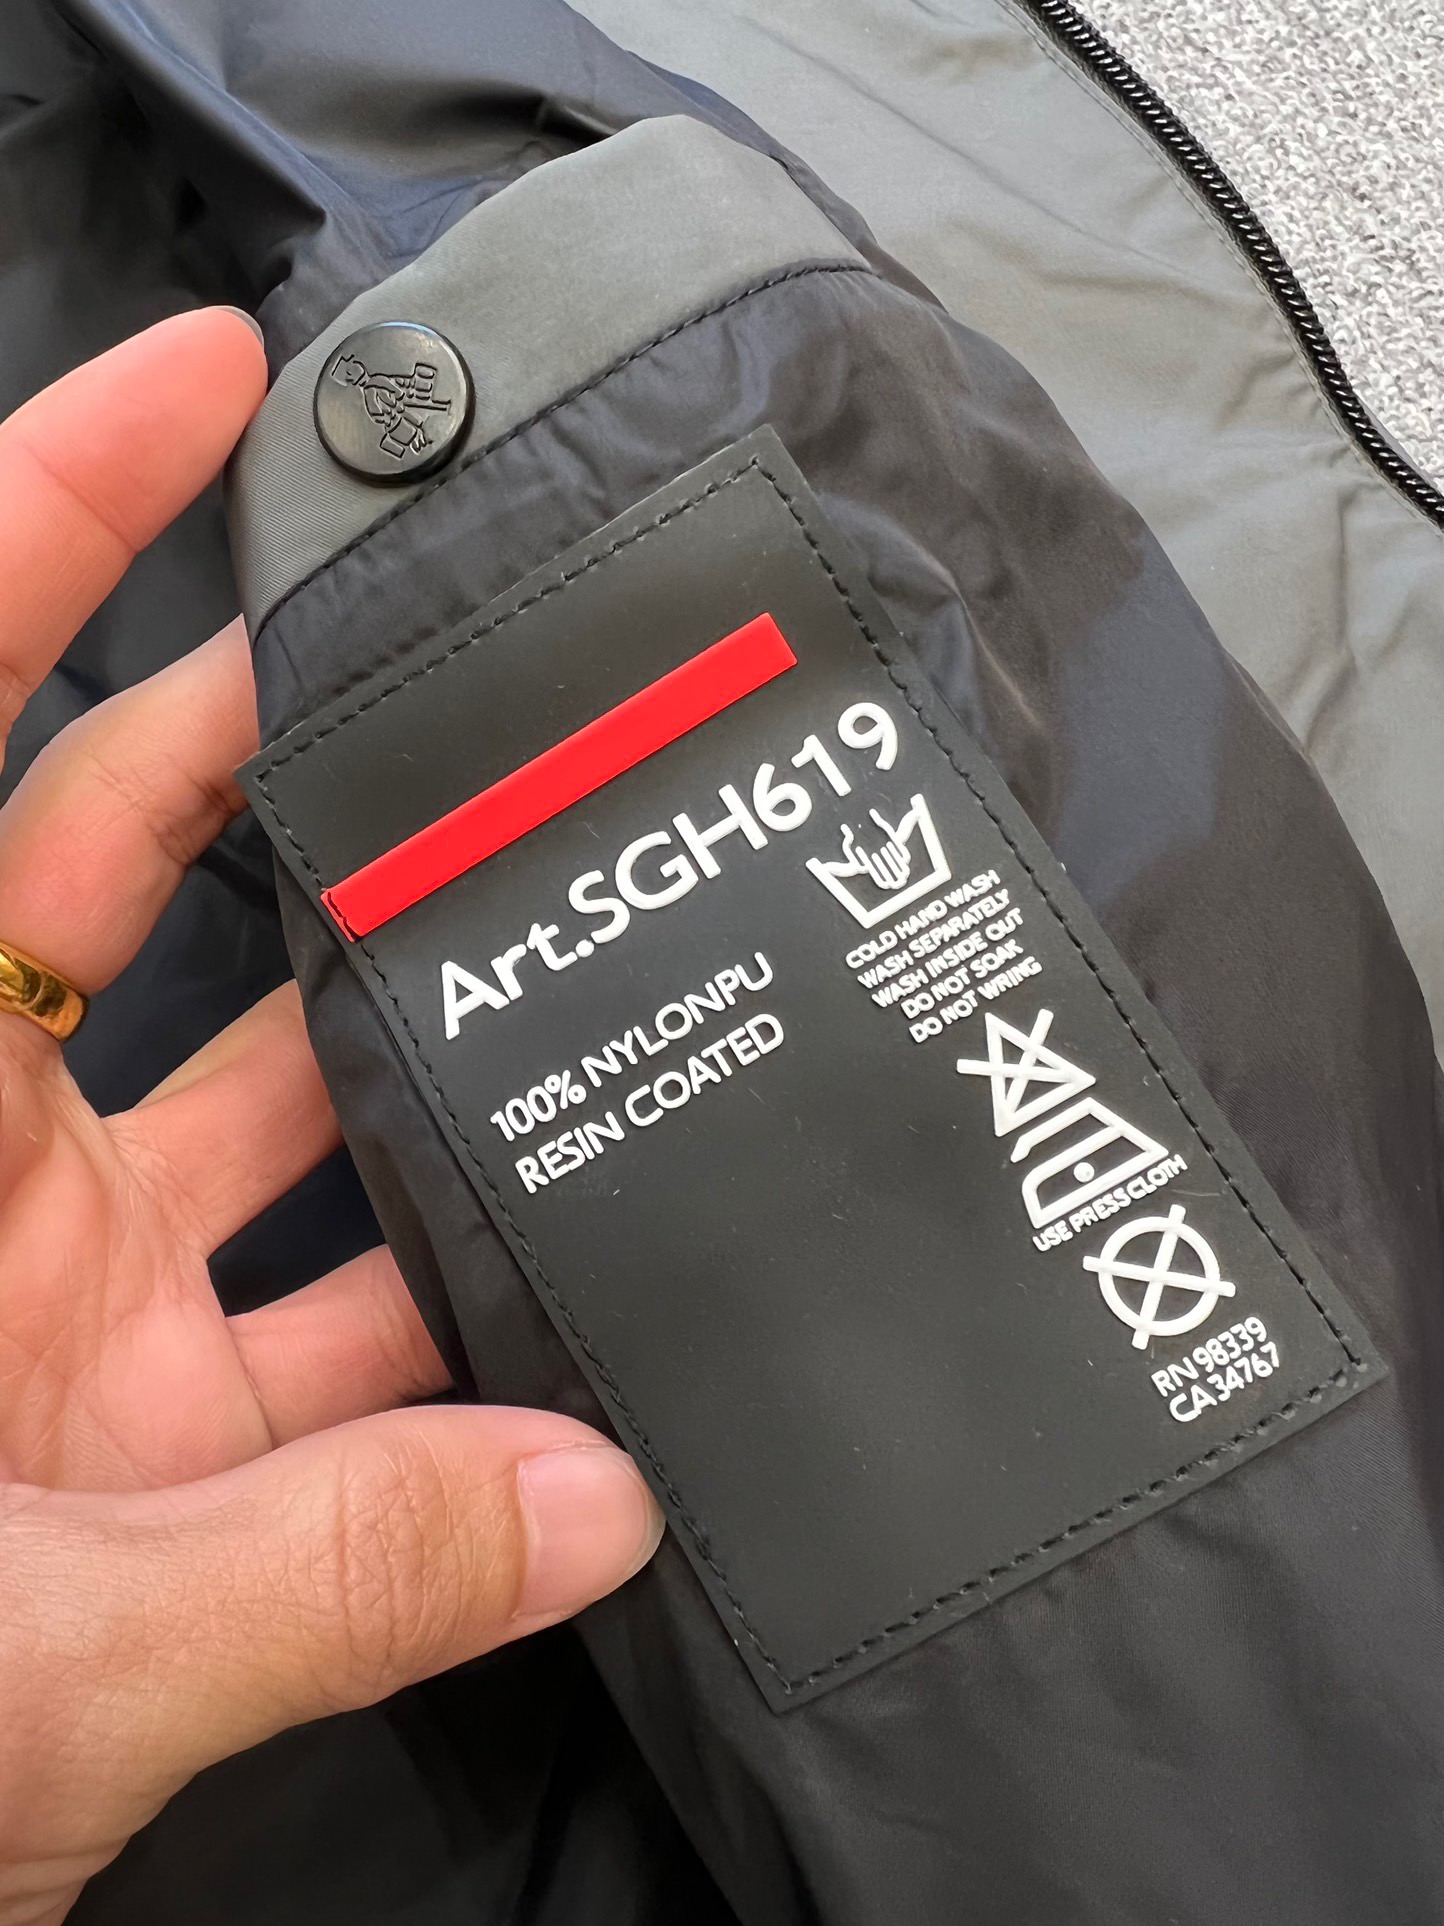 Art.SGH619
100% NYLONPU
RESIN COATED
COLD HAND WASH
WASH SEPARATELY
WASH INSIDE OUT
DO NOT SOAK
DO NOT WRING
USE PRESS CLOTH
RN 98339
CA 34767